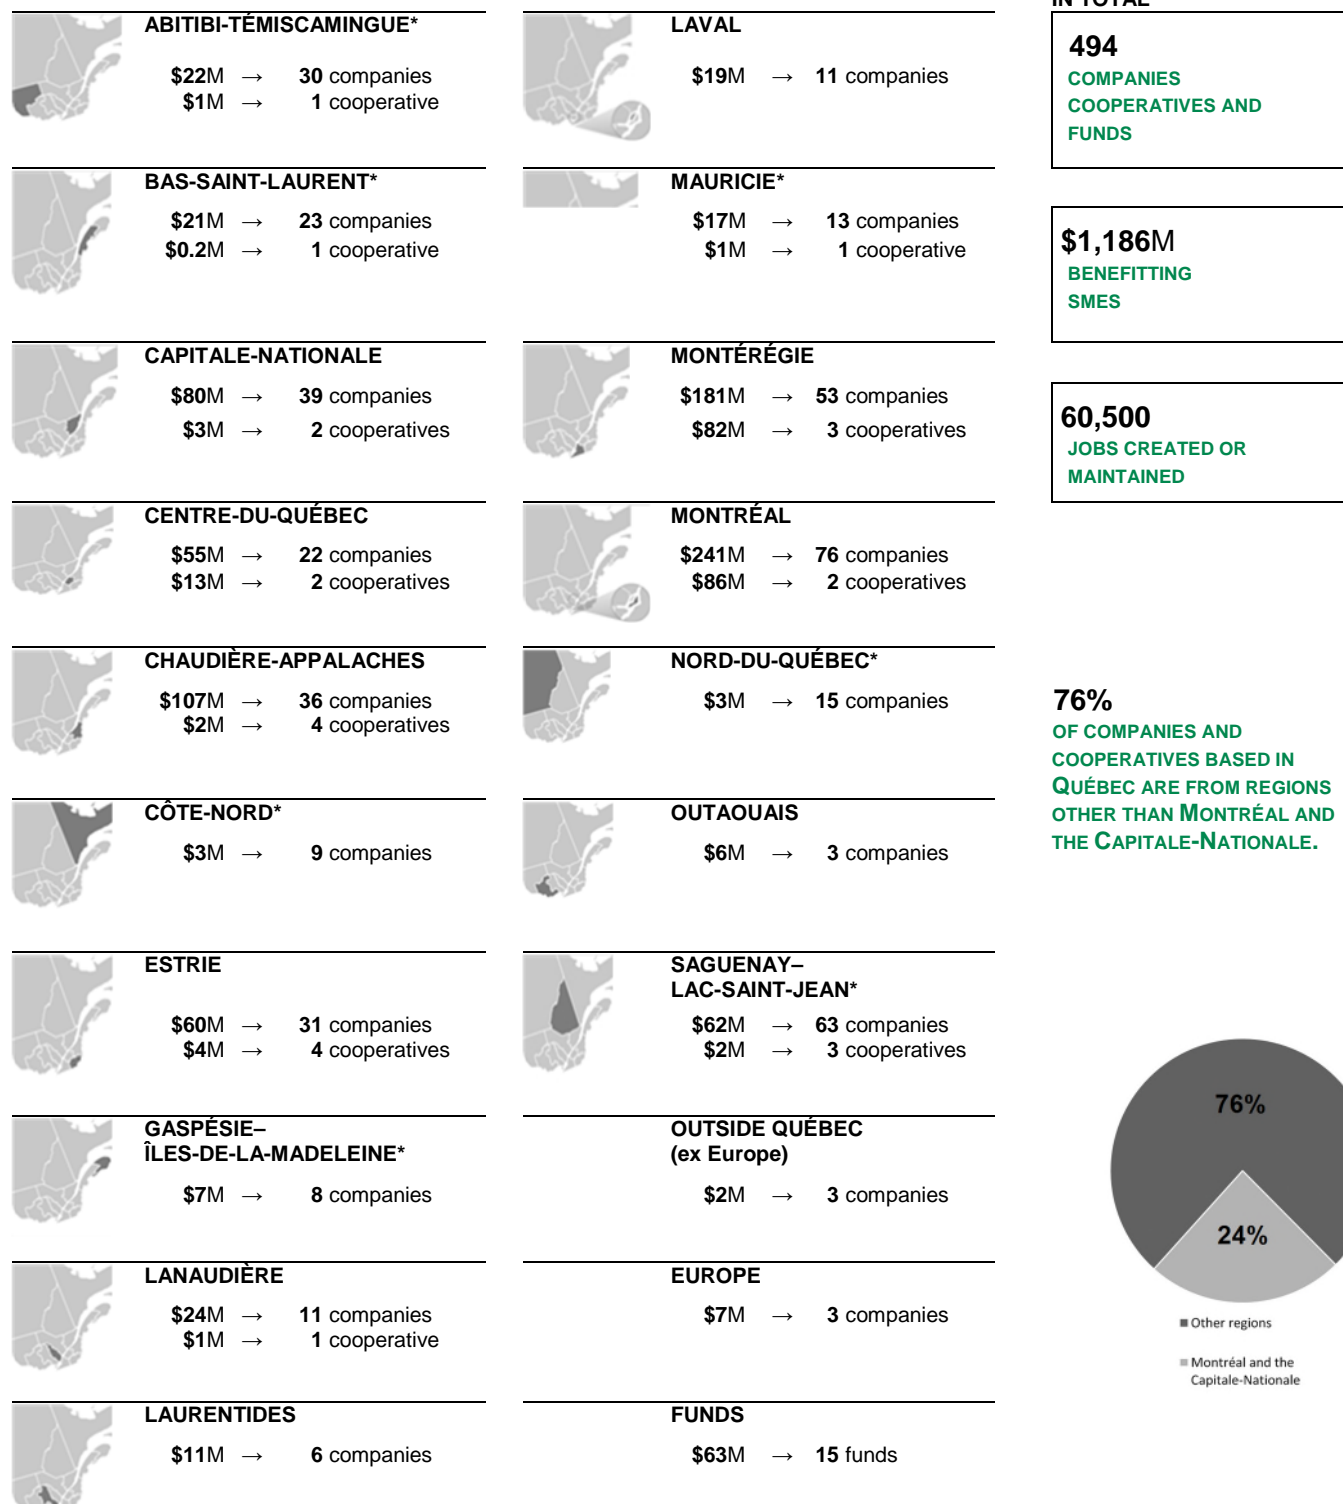 ABITIBI-TÉMISCAMINGUE*
$22M → 30 companies
$1M → 1 cooperative
BAS-SAINT-LAURENT*
$21M → 23 companies
$0.2M → 1 cooperative
CAPITALE-NATIONALE
$80M → 39 companies
$3M → 2 cooperatives
CENTRE-DU-QUÉBEC
$55M → 22 companies
$13M → 2 cooperatives
CHAUDIÈRE-APPALACHES
$107M → 36 companies
$2M → 4 cooperatives
CÔTE-NORD*
$3M → 9 companies
ESTRIE
$60M → 31 companies
$4M → 4 cooperatives
GASPÉSIE–
ÎLES-DE-LA-MADELEINE*
$7M → 8 companies
LANAUDIÈRE
$24M → 11 companies
$1M → 1 cooperative
LAURENTIDES
$11M → 6 companies
LAVAL
$19M → 11 companies
MAURICIE*
$17M → 13 companies
$1M → 1 cooperative
MONTÉRÉGIE
$181M → 53 companies
$82M → 3 cooperatives
MONTRÉAL
$241M → 76 companies
$86M → 2 cooperatives
NORD-DU-QUÉBEC*
$3M → 15 companies
OUTAOUAIS
$6M → 3 companies
SAGUENAY–
LAC-SAINT-JEAN*
$62M → 63 companies
$2M → 3 cooperatives
OUTSIDE QUÉBEC
(ex Europe)
$2M → 3 companies
EUROPE
$7M → 3 companies
FUNDS
$63M → 15 funds
IN TOTAL
494
COMPANIES
COOPERATIVES AND
FUNDS
$1,186M
BENEFITTING
SMES
60,500
JOBS CREATED OR
MAINTAINED
76%
OF COMPANIES AND
COOPERATIVES BASED IN
QUÉBEC ARE FROM REGIONS
OTHER THAN MONTRÉAL AND
THE CAPITALE-NATIONALE.
76%
24%
Other regions
Montréal and the
Capitale-Nationale